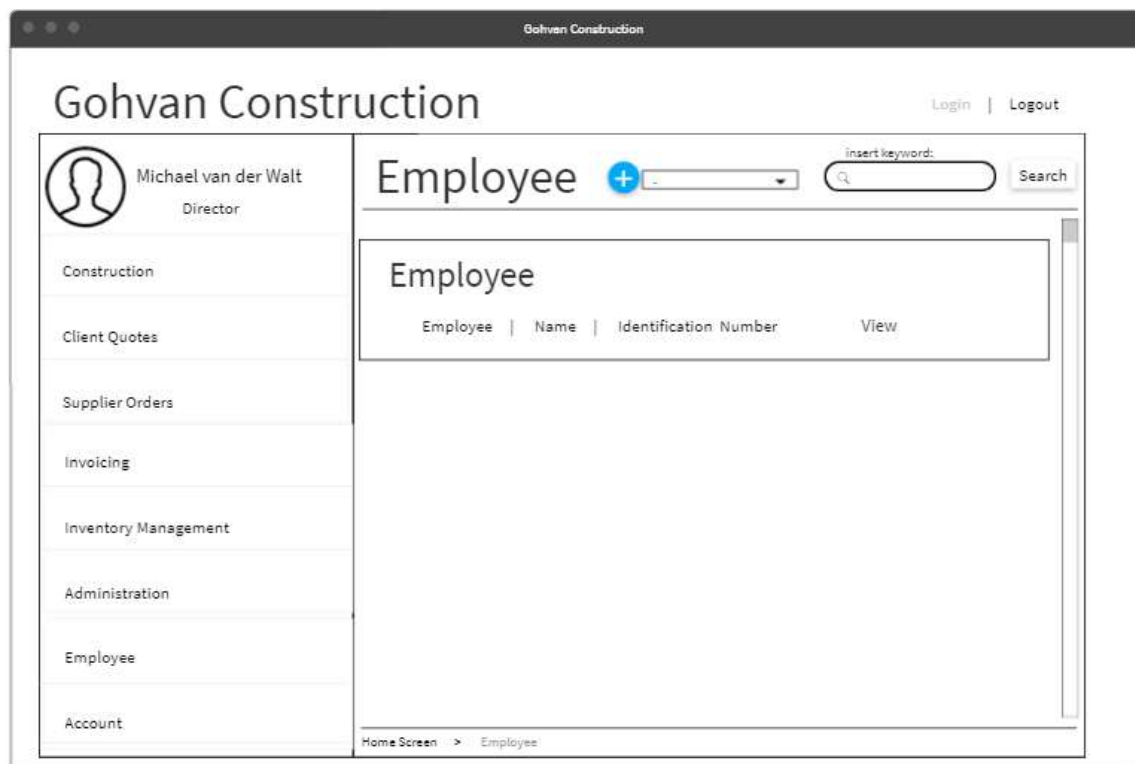 Gohvan Construction
Gohvan Construction
Login | Logout
Michael van der Walt
Director
Construction
Client Quotes
Supplier Orders
Invoicing
Inventory Management
Administration
Employee
Account
Employee
insert keyword:
Search
Employee
Employee | Name | Identification Number View
Home Screen > Employee